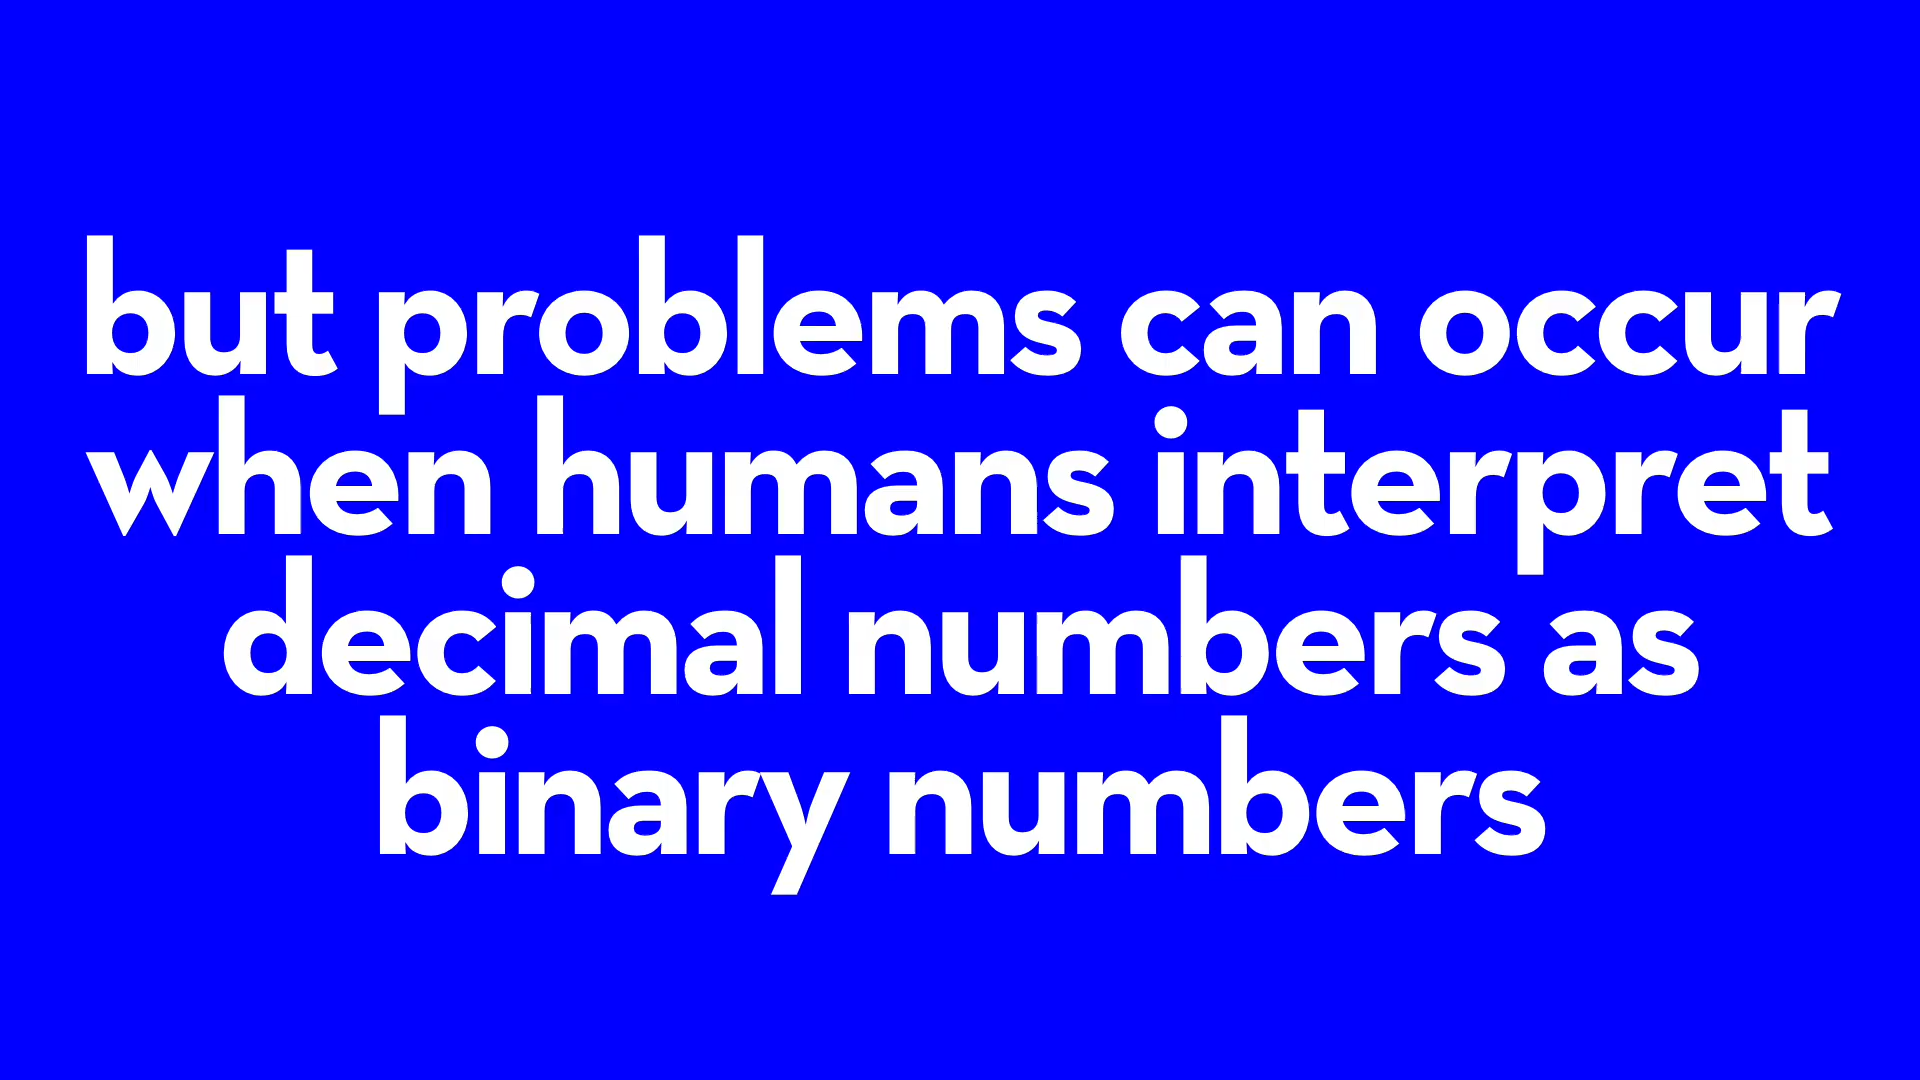 but problems can occur
when humans interpret
decimal numbers as
binary numbers